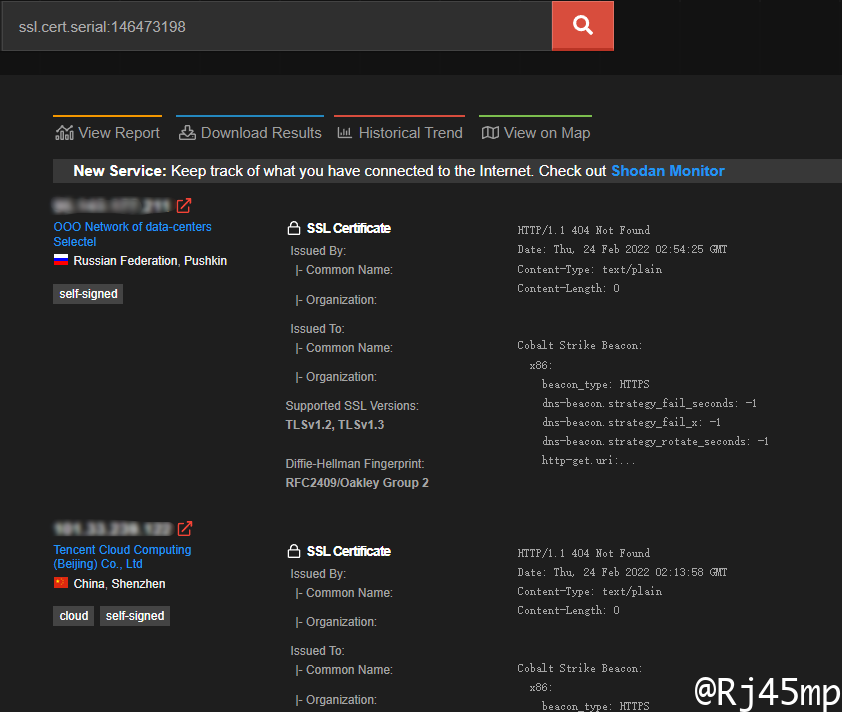 ssl.cert.serial:146473198
View Report
Download Results
Historical Trend
View on Map
New Service: Keep track of what you have connected to the Internet. Check out Shodan Monitor
OOO Network of data-centers
Selectel
Russian Federation, Pushkin
self-signed
SSL Certificate
Issued By:
|- Common Name:
|- Organization:
Issued To:
|- Common Name:
|- Organization:
Supported SSL Versions:
TLSv1.2, TLSv1.3
Diffie-Hellman Fingerprint:
RFC2409/Oakley Group 2
HTTP/1.1 404 Not Found
Date: Thu, 24 Feb 2022 02:54:25 GMT
Content-Type: text/plain
Content-Length: 0
Cobalt Strike Beacon:
x86:
beacon_type: HTTPS
dns-beacon.strategy_fail_seconds: -1
dns-beacon.strategy_fail_x: -1
dns-beacon.strategy_rotate_seconds: -1
http-get.uri:...
Tencent Cloud Computing
(Beijing) Co., Ltd
China, Shenzhen
cloud
self-signed
SSL Certificate
Issued By:
|- Common Name:
|- Organization:
Issued To:
|- Common Name:
|- Organization:
HTTP/1.1 404 Not Found
Date: Thu, 24 Feb 2022 02:13:58 GMT
Content-Type: text/plain
Content-Length: 0
Cobalt Strike Beacon:
x86:
beacon_type: HTTPS
@Rj45mp